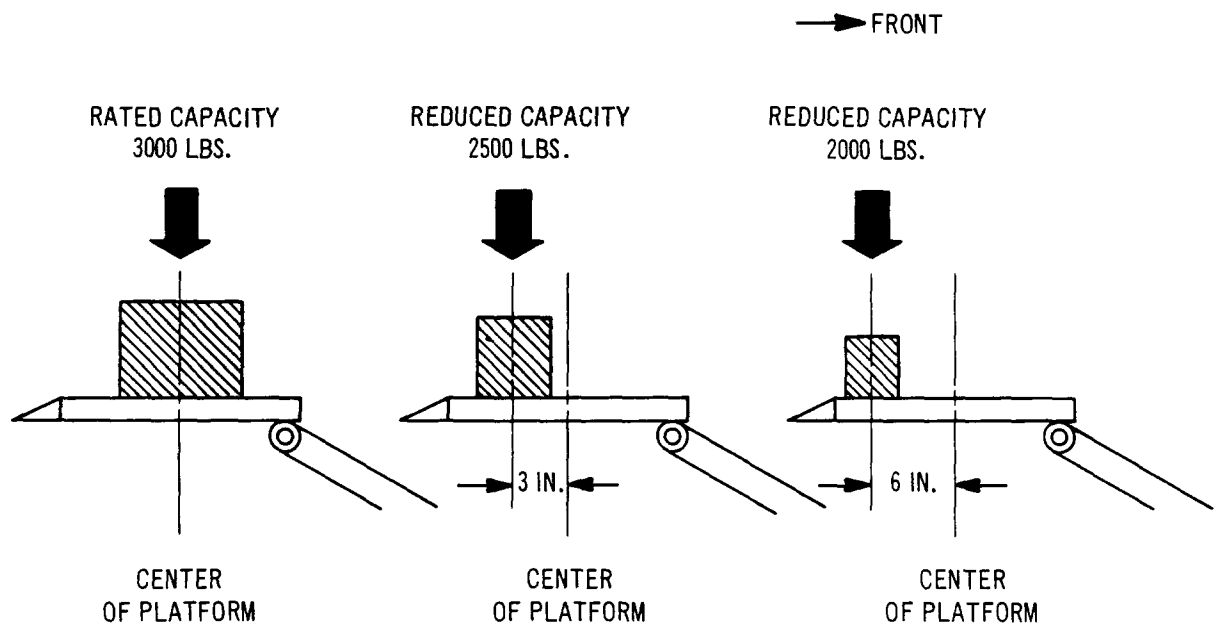 FRONT
RATED CAPACITY
3000 LBS.
REDUCED CAPACITY
2500 LBS.
REDUCED CAPACITY
2000 LBS.
3 IN.
6 IN.
CENTER
OF PLATFORM
CENTER
OF PLATFORM
CENTER
OF PLATFORM